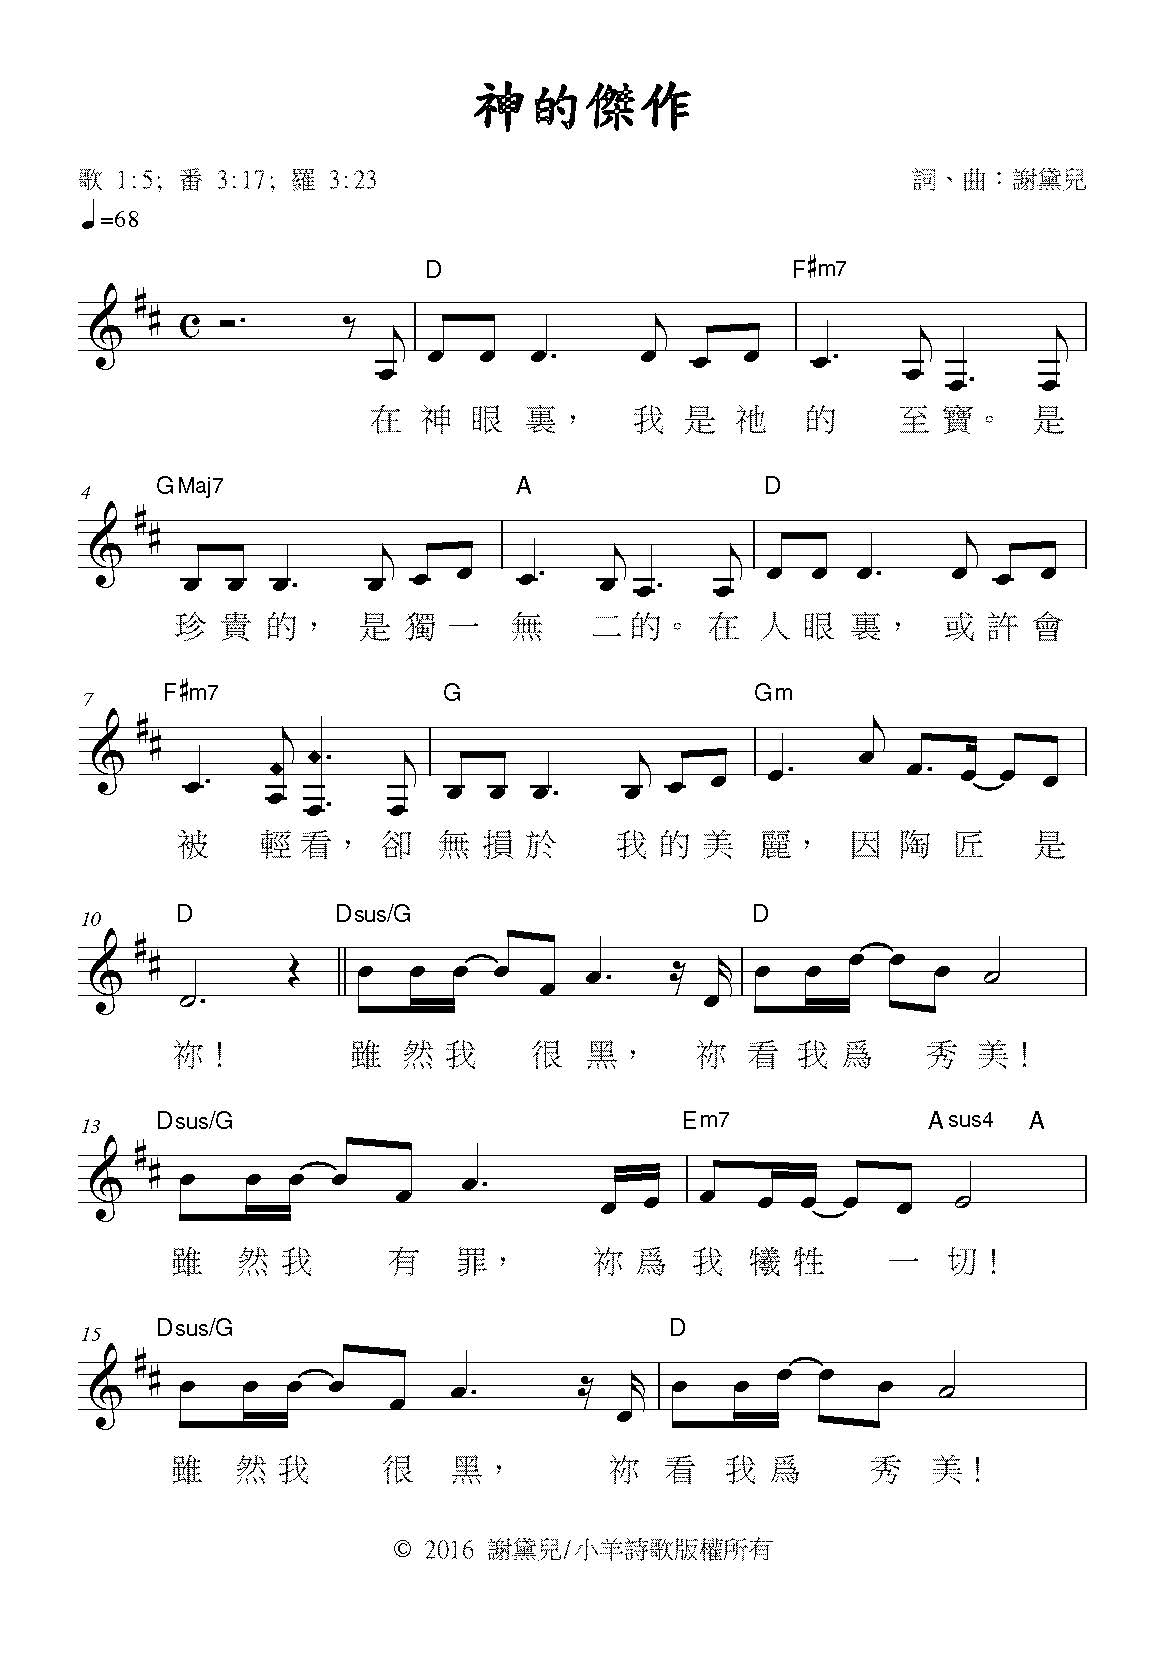 神的傑作
歌 1:5; 番 3:17; 羅 3:23
詞、曲：謝黛兒
=68
D F#m7
在 神 眼 裏， 我 是 祂 的 至 寶。 是
4 GMaj7 A D
珍 貴 的， 是 獨 一 無 二 的。 在 人 眼 裏， 或 許 會
7 F#m7 G Gm
被 輕 看， 卻 無 損 於 我 的 美 麗， 因 陶 匠 是
10 D Dsus/G D
祢！ 雖 然 我 很 黑， 祢 看 我 爲 秀 美！
13 Dsus/G Em7 Asus4 A
雖 然 我 有 罪， 祢 爲 我 犧 牲 一 切！
15 Dsus/G D
雖 然 我 很 黑， 祢 看 我 爲 秀 美！
© 2016 謝黛兒/小羊詩歌版權所有